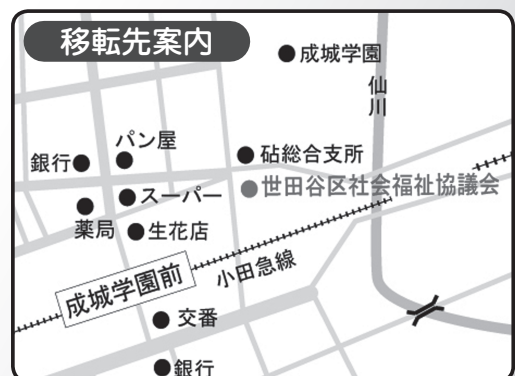 移転先案内
成城学園
仙川
パン屋
銀行
砧総合支所
スーパー
世田谷区社会福祉協議会
薬局
生花店
小田急線
成城学園前
交番
銀行